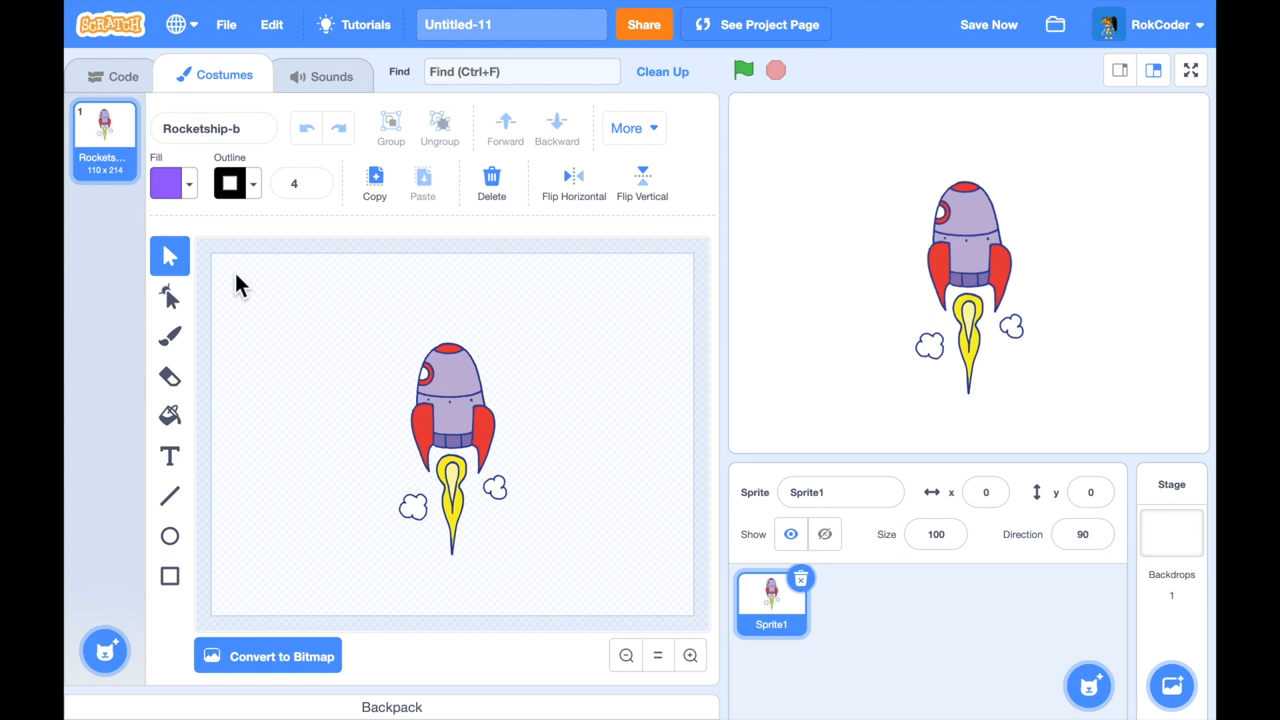 SCRATCH File Edit Tutorials Untitled-11 Share See Project Page Save Now RokCoder
Code Costumes Sounds Find Find (Ctrl+F) Clean Up
1
Rockets...
110 x 214
Rocketship-b Group Ungroup Forward Backward More
Fill Outline
4 Copy Paste Delete Flip Horizontal Flip Vertical
T
Convert to Bitmap
Backpack
Sprite Sprite1 x 0 y 0
Show Size 100 Direction 90
Sprite1
Stage
Backdrops
1